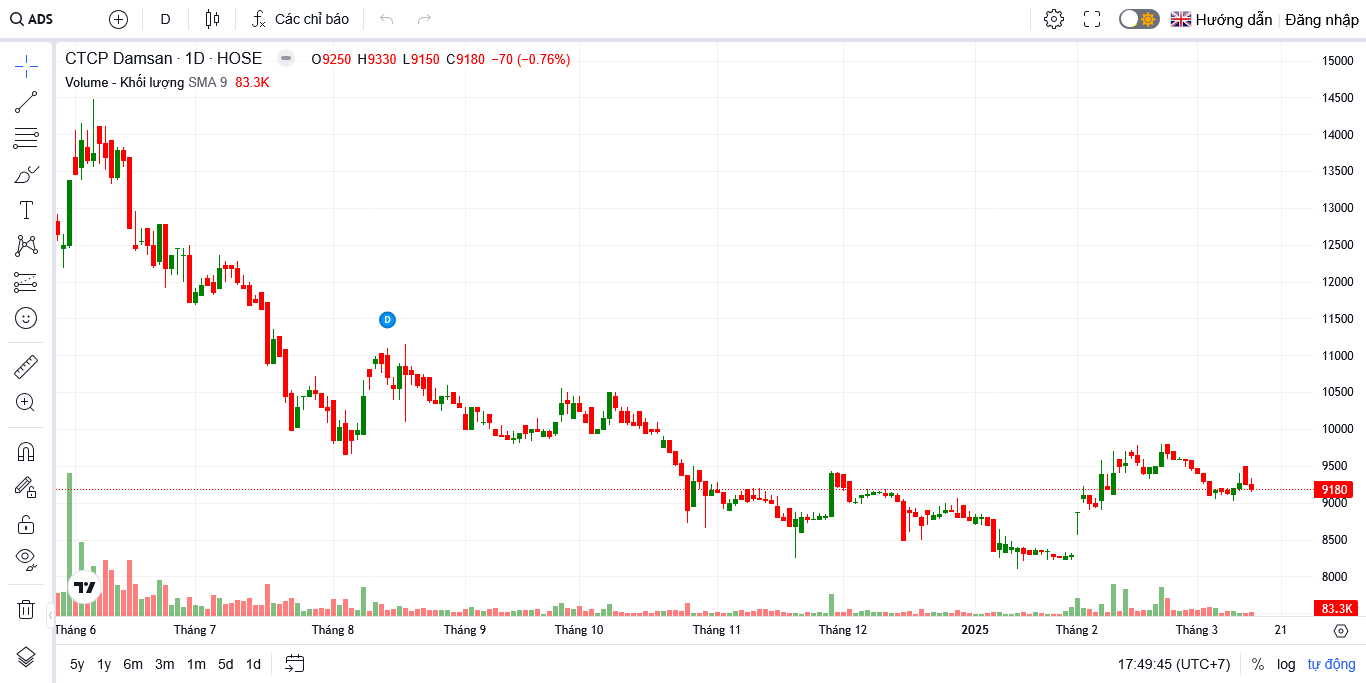 ADS D Các chỉ báo Hướng dẫn Đăng nhập
CTCP Damsan · 1D · HOSE O9250 H9330 L9150 C9180 −70 (−0.76%)
Volume - Khối lượng SMA 9 83.3K
15000
14500
14000
13500
13000
12500
12000
11500
11000
10500
10000
9500
9180
9000
8500
8000
83.3K
D
T
Tháng 6 Tháng 7 Tháng 8 Tháng 9 Tháng 10 Tháng 11 Tháng 12 2025 Tháng 2 Tháng 3 21
5y 1y 6m 3m 1m 5d 1d 17:49:45 (UTC+7) % log tự động